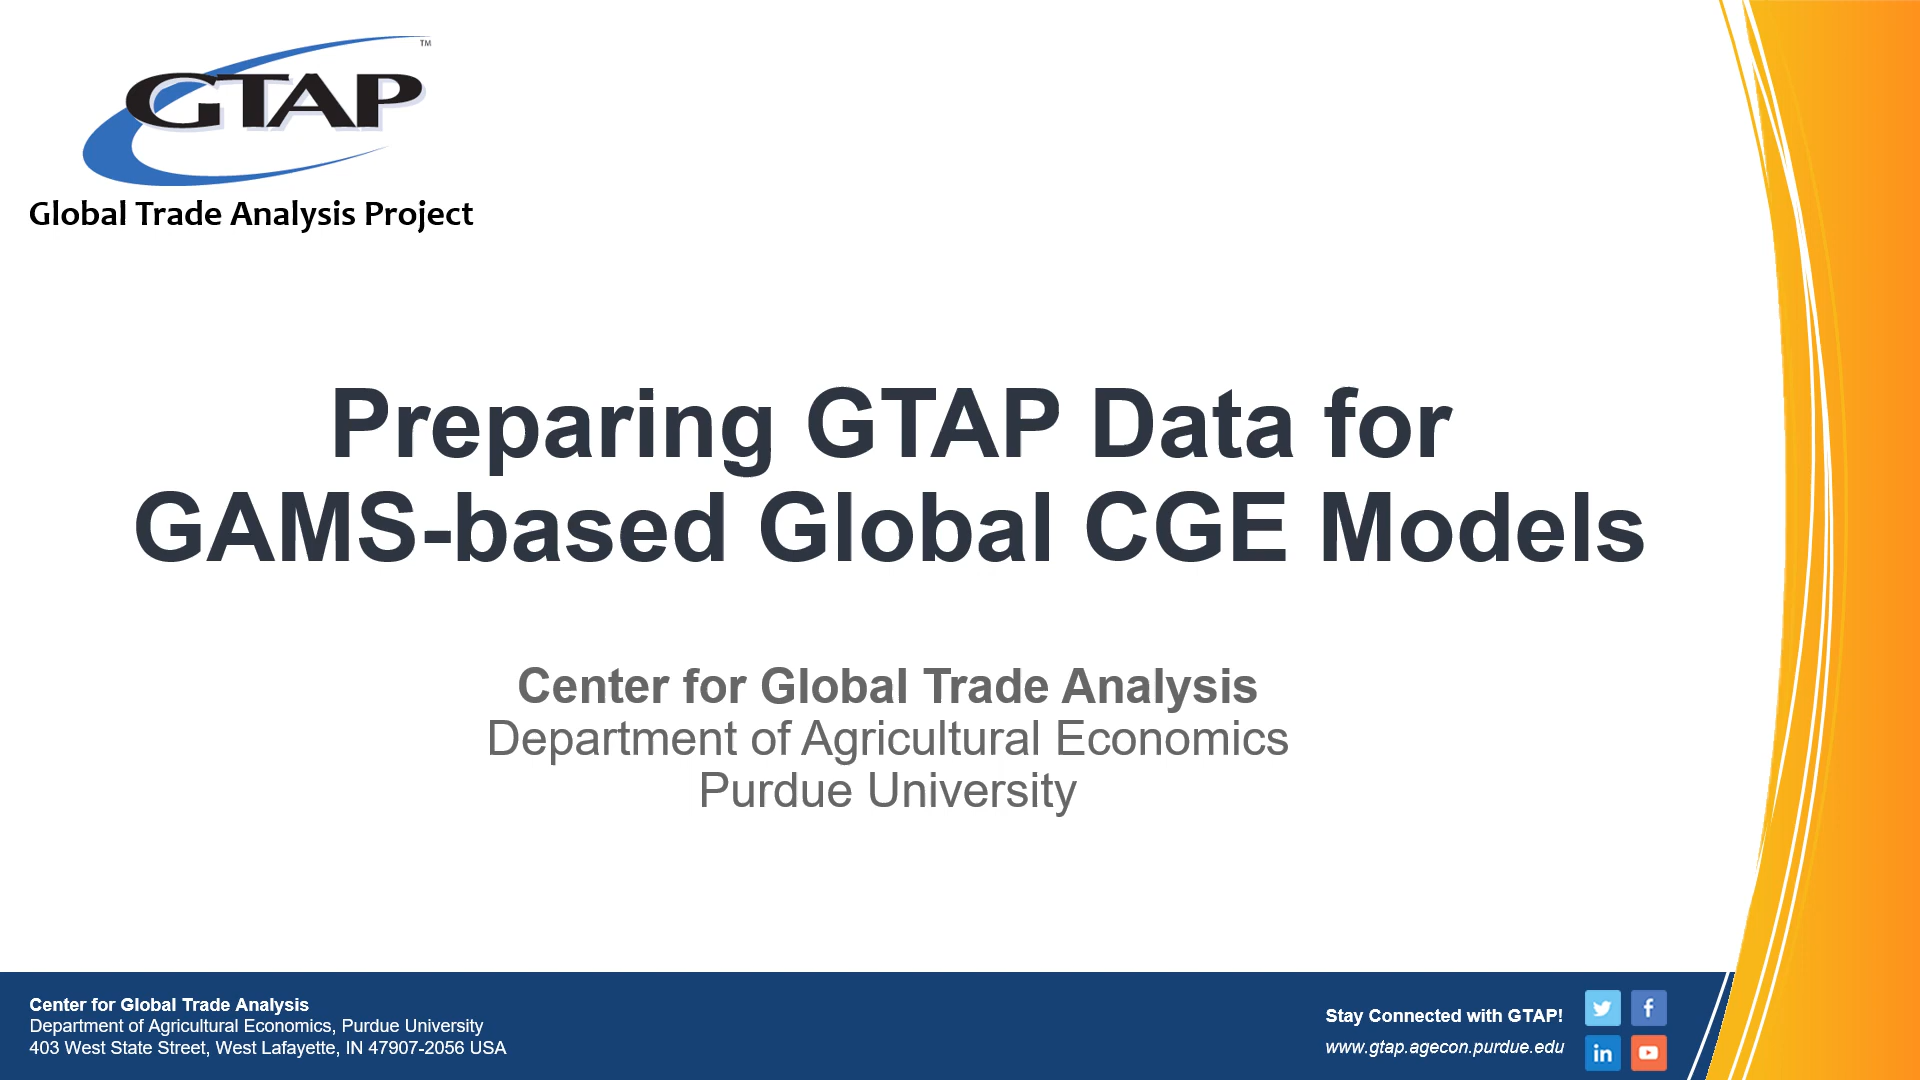 GTAP™
Global Trade Analysis Project
Preparing GTAP Data for
GAMS-based Global CGE Models
Center for Global Trade Analysis
Department of Agricultural Economics
Purdue University
Center for Global Trade Analysis
Department of Agricultural Economics, Purdue University
403 West State Street, West Lafayette, IN 47907-2056 USA
Stay Connected with GTAP!
www.gtap.agecon.purdue.edu
f
in